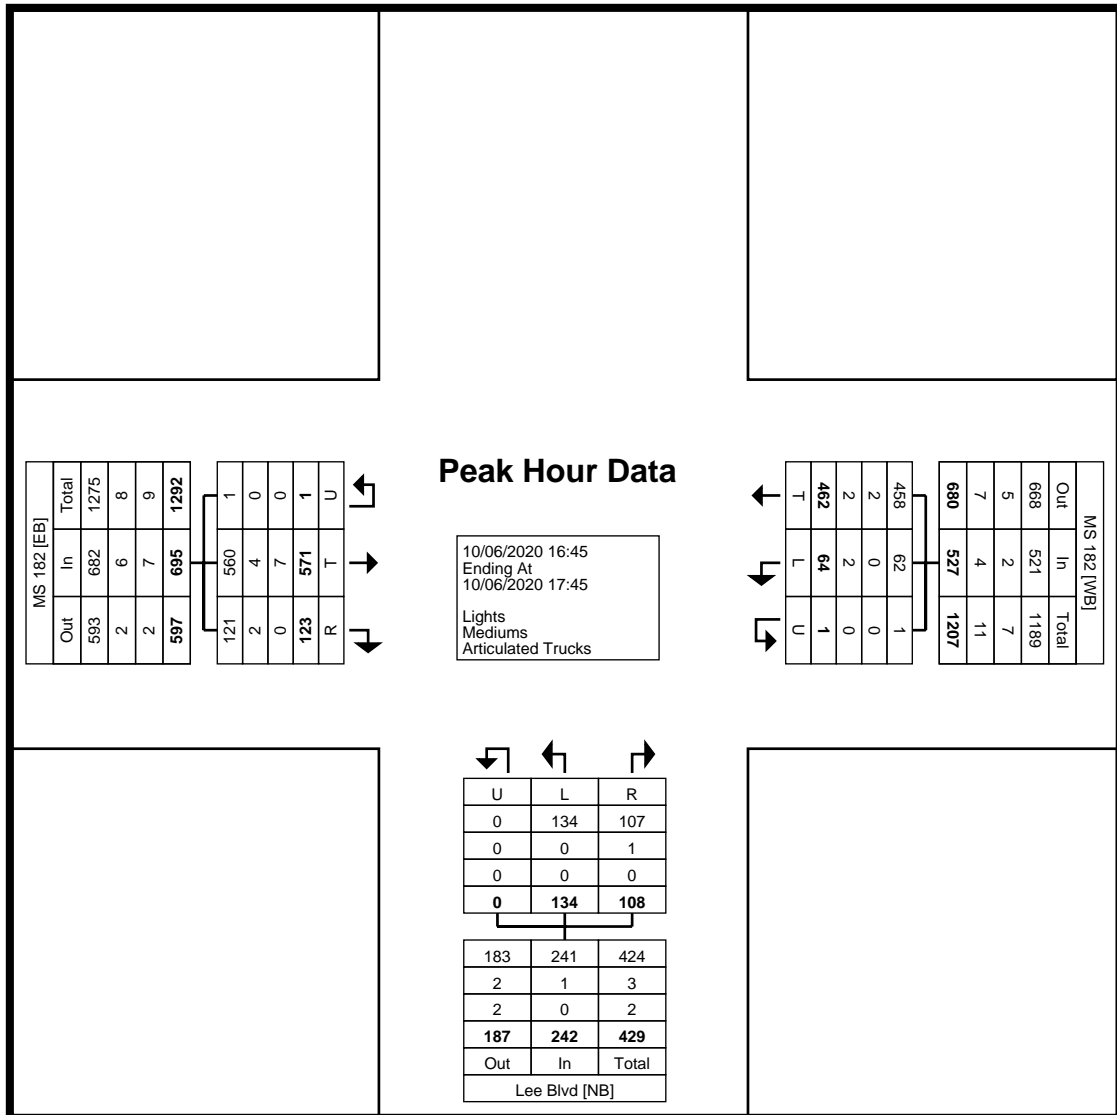 Peak Hour Data
MS 182 [EB]
Out In Total
593 682 1275
2 6 8
2 7 9
597 695 1292
121 560 1
2 4 0
0 7 0
123 571 1
R T U
10/06/2020 16:45
Ending At
10/06/2020 17:45
Lights
Mediums
Articulated Trucks
MS 182 [WB]
Out In Total
668 521 1189
5 2 7
7 4 11
680 527 1207
458 62 1
2 0 0
2 2 0
462 64 1
T L U
U L R
0 134 107
0 0 1
0 0 0
0 134 108
183 241 424
2 1 3
2 0 2
187 242 429
Out In Total
Lee Blvd [NB]